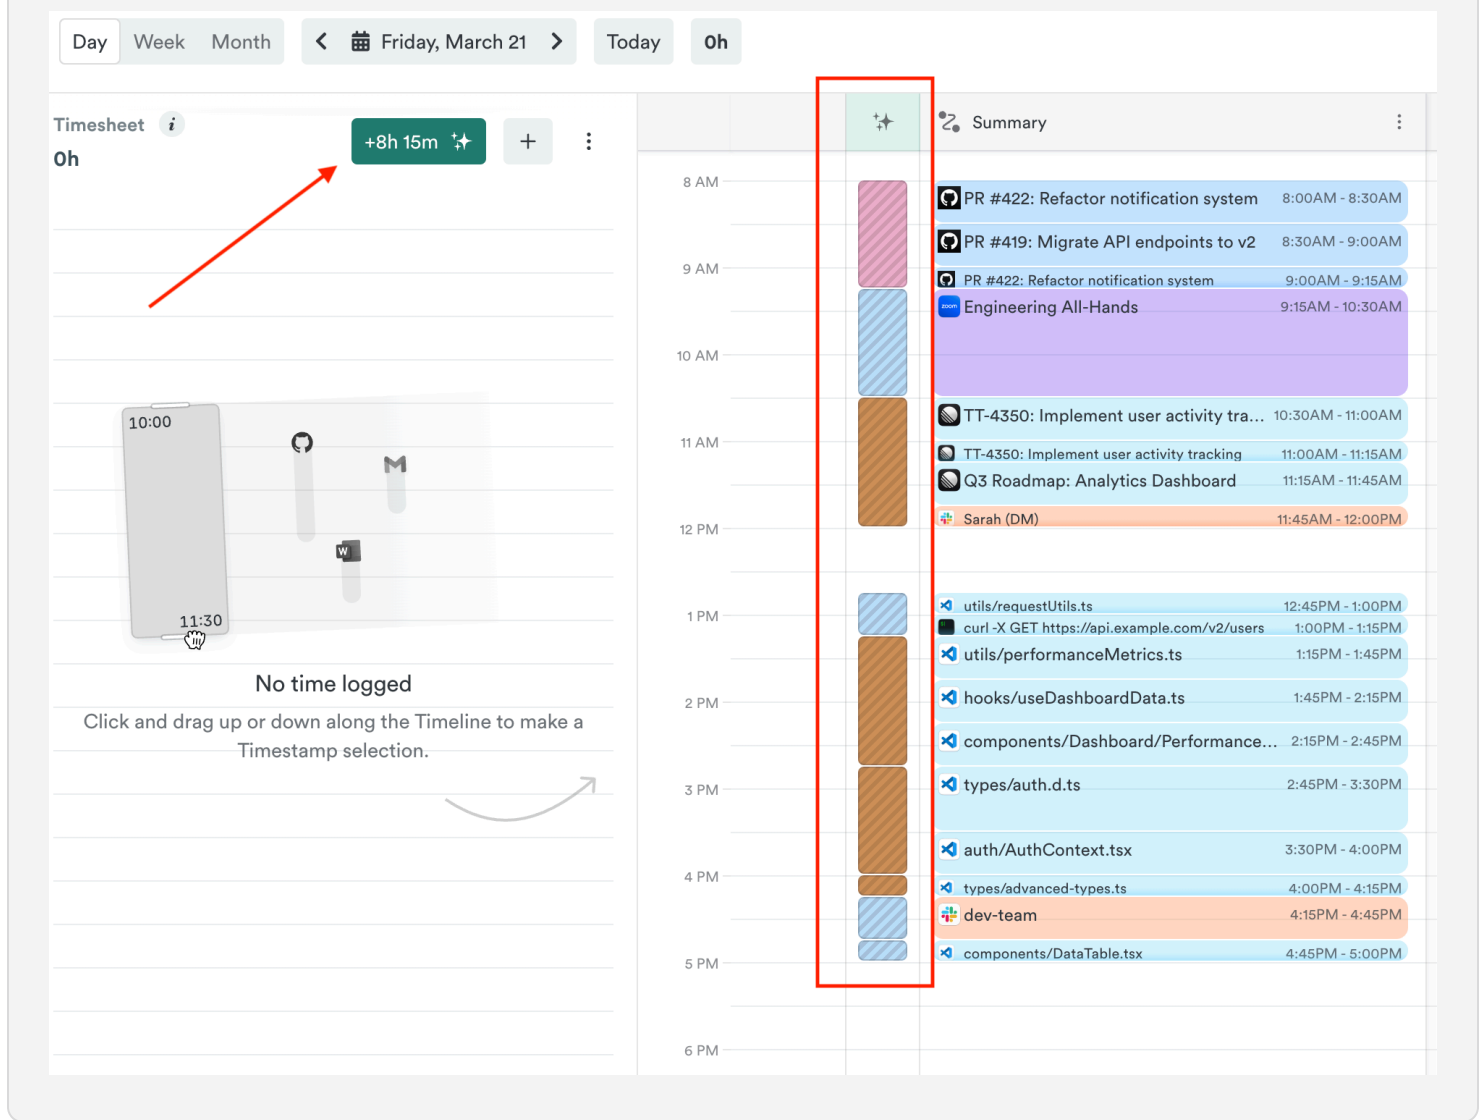 Day Week Month Friday, March 21 Today 0h
Timesheet i
0h
+8h 15m
Summary
8 AM
PR #422: Refactor notification system 8:00AM - 8:30AM
PR #419: Migrate API endpoints to v2 8:30AM - 9:00AM
9 AM
PR #422: Refactor notification system 9:00AM - 9:15AM
zoom Engineering All-Hands 9:15AM - 10:30AM
10 AM
TT-4350: Implement user activity tra... 10:30AM - 11:00AM
11 AM
TT-4350: Implement user activity tracking 11:00AM - 11:15AM
Q3 Roadmap: Analytics Dashboard 11:15AM - 11:45AM
Sarah (DM) 11:45AM - 12:00PM
12 PM
utils/requestUtils.ts 12:45PM - 1:00PM
1 PM
curl -X GET https://api.example.com/v2/users 1:00PM - 1:15PM
utils/performanceMetrics.ts 1:15PM - 1:45PM
hooks/useDashboardData.ts 1:45PM - 2:15PM
2 PM
components/Dashboard/Performance... 2:15PM - 2:45PM
types/auth.d.ts 2:45PM - 3:30PM
3 PM
auth/AuthContext.tsx 3:30PM - 4:00PM
4 PM
types/advanced-types.ts 4:00PM - 4:15PM
dev-team 4:15PM - 4:45PM
components/DataTable.tsx 4:45PM - 5:00PM
5 PM
6 PM
10:00
W
11:30
No time logged
Click and drag up or down along the Timeline to make a
Timestamp selection.